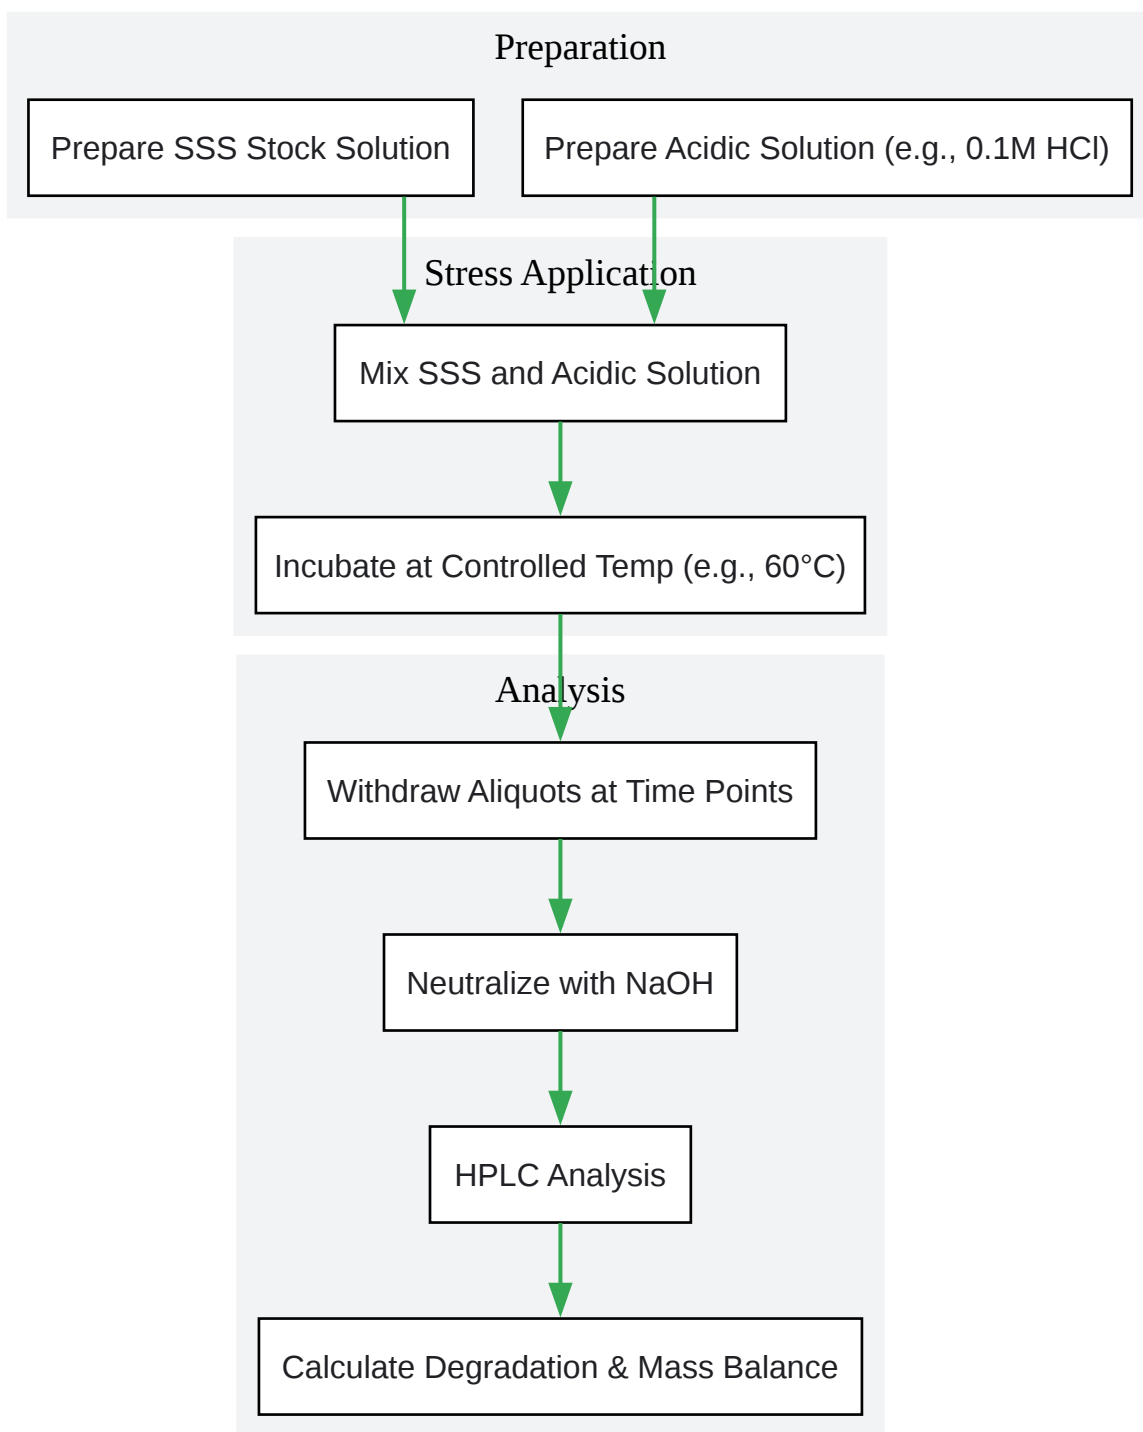 Preparation
Prepare SSS Stock Solution
Prepare Acidic Solution (e.g., 0.1M HCl)
Stress Application
Mix SSS and Acidic Solution
Incubate at Controlled Temp (e.g., 60°C)
Analysis
Withdraw Aliquots at Time Points
Neutralize with NaOH
HPLC Analysis
Calculate Degradation & Mass Balance